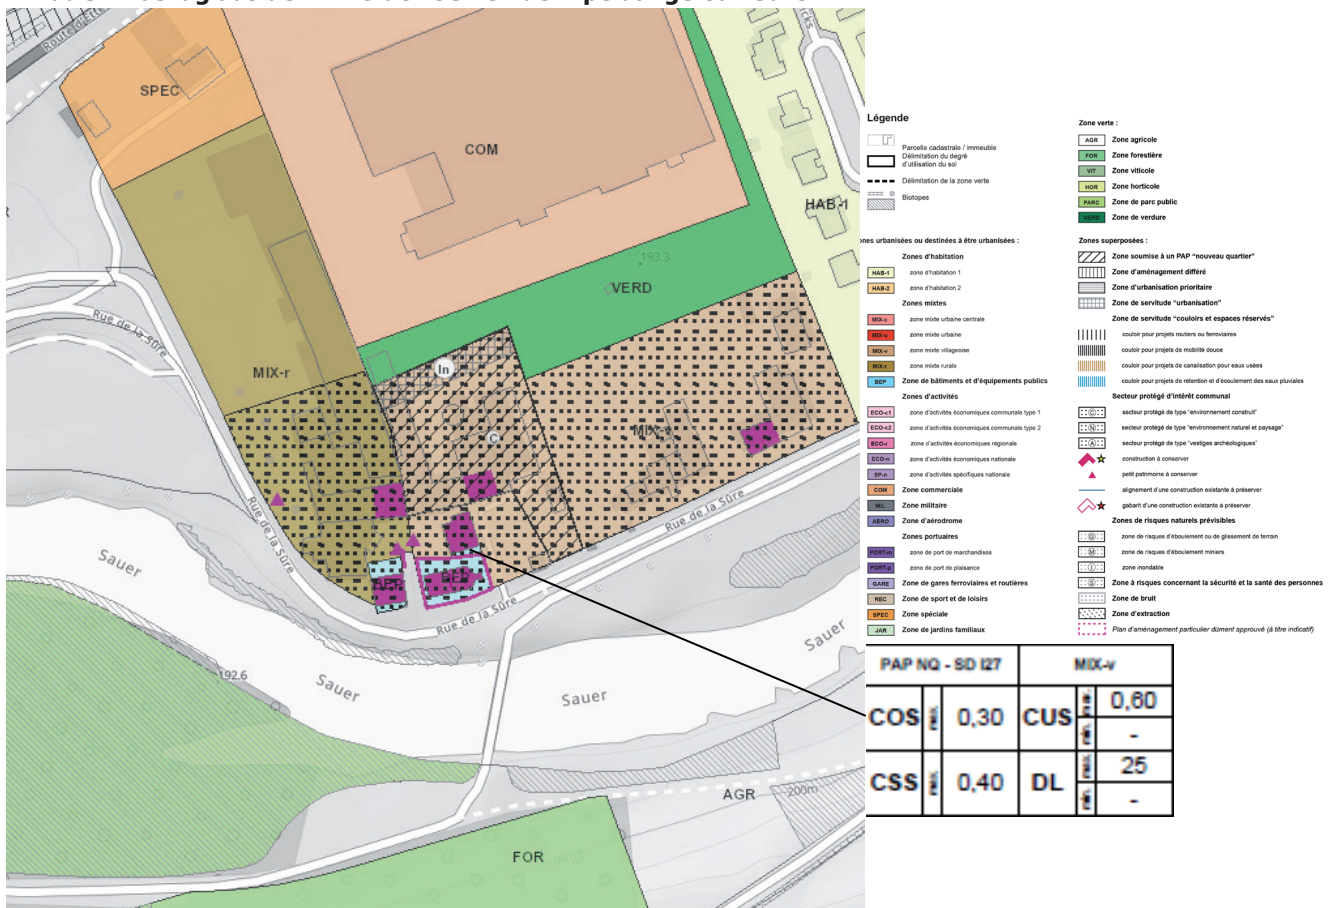 SPEC
COM
HAB-1
193.3
VERD
Rue de la Sûre
MIX-r
In
C
Rue de la Sûre
Rue de la Sûre
Rue de la Sûre
Sauer
Sauer
Sauer
Sauer
192.6
AGR
200m
FOR
Légende
Parcelle cadastrale / immeuble
Délimitation du degré
d'utilisation du sol
Délimitation de la zone verte
Biotopes
ones urbanisées ou destinées à être urbanisées :
Zones d'habitation
HAB-1 zone d'habitation 1
HAB-2 zone d'habitation 2
Zones mixtes
MIX-c zone mixte urbaine centrale
MIX-u zone mixte urbaine
MIX-v zone mixte villageoise
MIX-r zone mixte rurale
BEP Zone de bâtiments et d'équipements publics
Zones d'activités
ECO-c1 zone d'activités économiques communale type 1
ECO-c2 zone d'activités économiques communale type 2
ECO-r zone d'activités économiques régionale
ECO-n zone d'activités économiques nationale
SP-n zone d'activités spécifiques nationale
COM Zone commerciale
MIL Zone militaire
AERO Zone d'aérodrome
Zones portuaires
PORT-m zone de port de marchandises
PORT-p zone de port de plaisance
GARE Zone de gares ferroviaires et routières
REC Zone de sport et de loisirs
SPEC Zone spéciale
JAR Zone de jardins familiaux
Zone verte :
AGR Zone agricole
FOR Zone forestière
VIT Zone viticole
HOR Zone horticole
PARC Zone de parc public
VERD Zone de verdure
Zones superposées :
Zone soumise à un PAP "nouveau quartier"
Zone d'aménagement différé
Zone d'urbanisation prioritaire
Zone de servitude "urbanisation"
Zone de servitude "couloirs et espaces réservés"
couloir pour projets routiers ou ferroviaires
couloir pour projets de mobilité douce
couloir pour projets de canalisation pour eaux usées
couloir pour projets de rétention et d'écoulement des eaux pluviales
Secteur protégé d'intérêt communal
C secteur protégé de type "environnement construit"
N secteur protégé de type "environnement naturel et paysage"
A secteur protégé de type "vestiges archéologiques"
construction à conserver
petit patrimoine à conserver
alignement d'une construction existante à préserver
gabarit d'une construction existante à préserver
Zones de risques naturels prévisibles
zone de risques d'éboulement ou de glissement de terrain
zone de risques d'éboulement miniers
zone inondable
Zone à risques concernant la sécurité et la santé des personnes
Zone de bruit
Zone d'extraction
Plan d'aménagement particulier dûment approuvé (à titre indicatif)
PAP NQ - SD I27 MIX-v
COS max. 0,30 CUS max. 0,60
min. -
CSS max. 0,40 DL max. 25
min. -